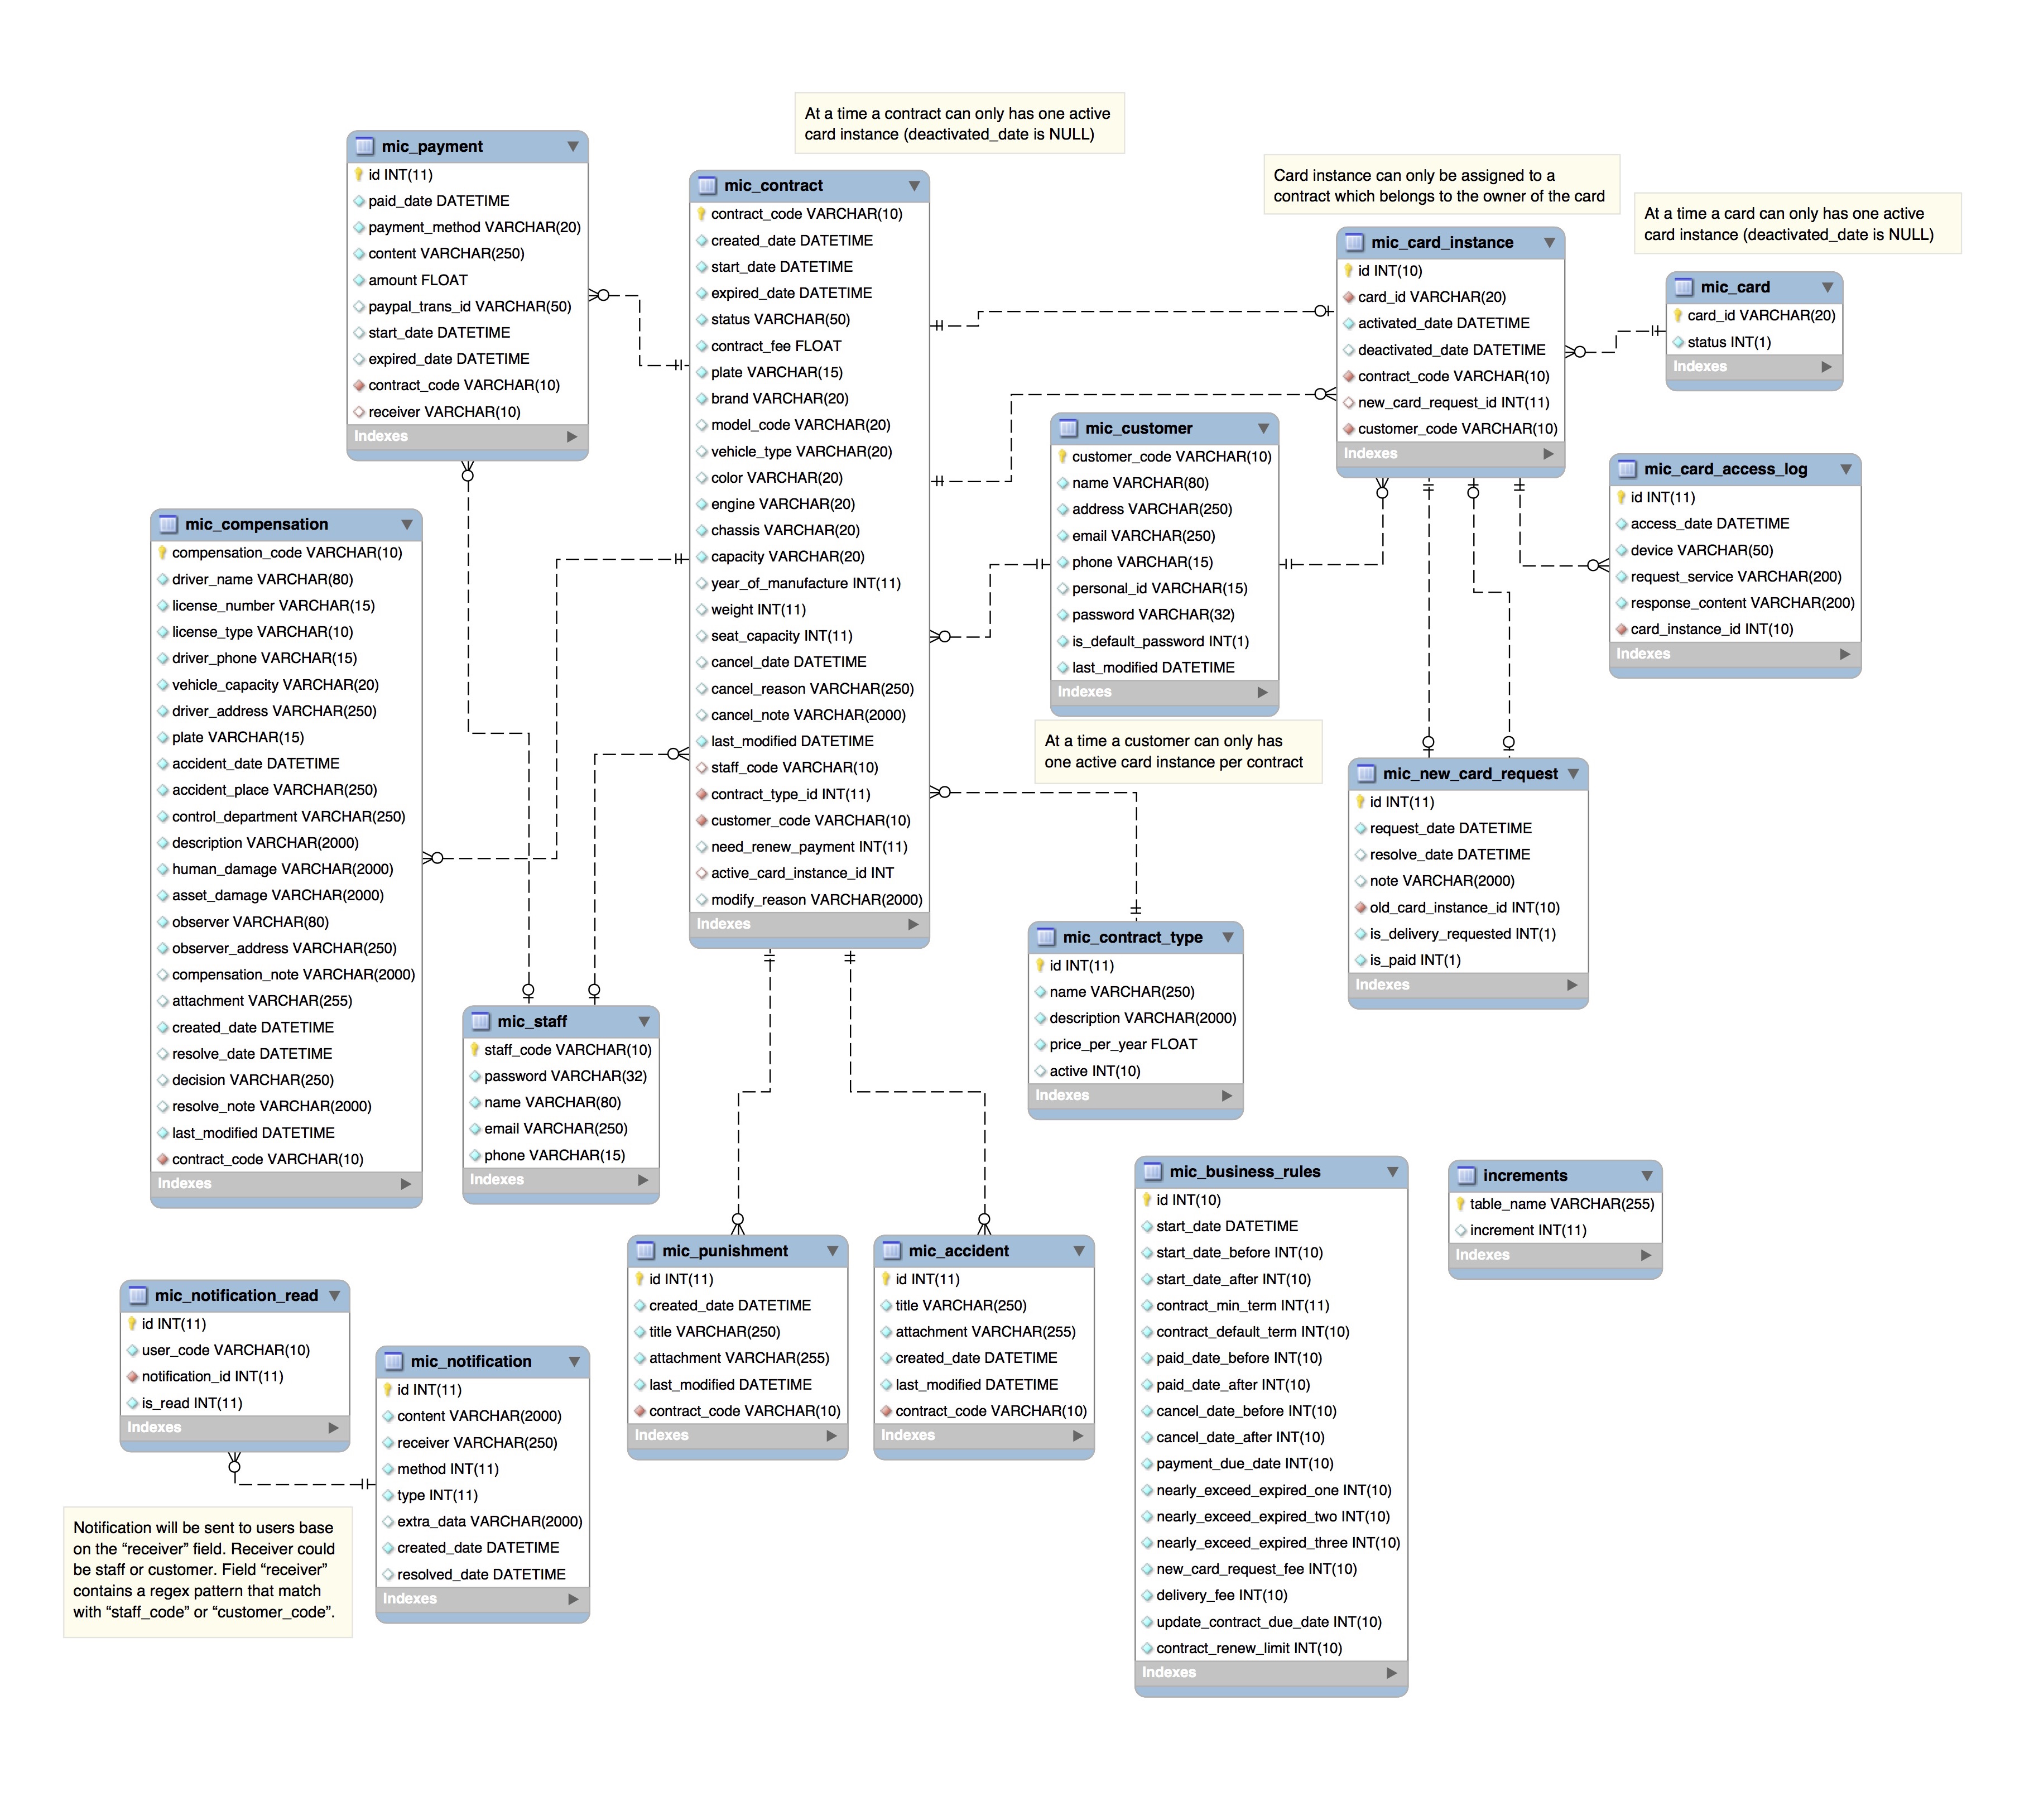 At a time a contract can only has one active
card instance (deactivated_date is NULL)
mic_payment
id INT(11)
paid_date DATETIME
payment_method VARCHAR(20)
content VARCHAR(250)
amount FLOAT
paypal_trans_id VARCHAR(50)
start_date DATETIME
expired_date DATETIME
contract_code VARCHAR(10)
receiver VARCHAR(10)
Indexes
mic_contract
contract_code VARCHAR(10)
created_date DATETIME
start_date DATETIME
expired_date DATETIME
status VARCHAR(50)
contract_fee FLOAT
plate VARCHAR(15)
brand VARCHAR(20)
model_code VARCHAR(20)
vehicle_type VARCHAR(20)
color VARCHAR(20)
engine VARCHAR(20)
chassis VARCHAR(20)
capacity VARCHAR(20)
year_of_manufacture INT(11)
weight INT(11)
seat_capacity INT(11)
cancel_date DATETIME
cancel_reason VARCHAR(250)
cancel_note VARCHAR(2000)
last_modified DATETIME
staff_code VARCHAR(10)
contract_type_id INT(11)
customer_code VARCHAR(10)
need_renew_payment INT(11)
active_card_instance_id INT
modify_reason VARCHAR(2000)
Indexes
Card instance can only be assigned to a
contract which belongs to the owner of the card
At a time a card can only has one active
card instance (deactivated_date is NULL)
mic_card_instance
id INT(10)
card_id VARCHAR(20)
activated_date DATETIME
deactivated_date DATETIME
contract_code VARCHAR(10)
new_card_request_id INT(11)
customer_code VARCHAR(10)
Indexes
mic_card
card_id VARCHAR(20)
status INT(1)
Indexes
mic_customer
customer_code VARCHAR(10)
name VARCHAR(80)
address VARCHAR(250)
email VARCHAR(250)
phone VARCHAR(15)
personal_id VARCHAR(15)
password VARCHAR(32)
is_default_password INT(1)
last_modified DATETIME
Indexes
At a time a customer can only has
one active card instance per contract
mic_card_access_log
id INT(11)
access_date DATETIME
device VARCHAR(50)
request_service VARCHAR(200)
response_content VARCHAR(200)
card_instance_id INT(10)
Indexes
mic_compensation
compensation_code VARCHAR(10)
driver_name VARCHAR(80)
license_number VARCHAR(15)
license_type VARCHAR(10)
driver_phone VARCHAR(15)
vehicle_capacity VARCHAR(20)
driver_address VARCHAR(250)
plate VARCHAR(15)
accident_date DATETIME
accident_place VARCHAR(250)
control_department VARCHAR(250)
description VARCHAR(2000)
human_damage VARCHAR(2000)
asset_damage VARCHAR(2000)
observer VARCHAR(80)
observer_address VARCHAR(250)
compensation_note VARCHAR(2000)
attachment VARCHAR(255)
created_date DATETIME
resolve_date DATETIME
decision VARCHAR(250)
resolve_note VARCHAR(2000)
last_modified DATETIME
contract_code VARCHAR(10)
Indexes
mic_new_card_request
id INT(11)
request_date DATETIME
resolve_date DATETIME
note VARCHAR(2000)
old_card_instance_id INT(10)
is_delivery_requested INT(1)
is_paid INT(1)
Indexes
mic_contract_type
id INT(11)
name VARCHAR(250)
description VARCHAR(2000)
price_per_year FLOAT
active INT(10)
Indexes
mic_staff
staff_code VARCHAR(10)
password VARCHAR(32)
name VARCHAR(80)
email VARCHAR(250)
phone VARCHAR(15)
Indexes
mic_punishment
id INT(11)
created_date DATETIME
title VARCHAR(250)
attachment VARCHAR(255)
last_modified DATETIME
contract_code VARCHAR(10)
Indexes
mic_accident
id INT(11)
title VARCHAR(250)
attachment VARCHAR(255)
created_date DATETIME
last_modified DATETIME
contract_code VARCHAR(10)
Indexes
mic_business_rules
id INT(10)
start_date DATETIME
start_date_before INT(10)
start_date_after INT(10)
contract_min_term INT(11)
contract_default_term INT(10)
paid_date_before INT(10)
paid_date_after INT(10)
cancel_date_before INT(10)
cancel_date_after INT(10)
payment_due_date INT(10)
nearly_exceed_expired_one INT(10)
nearly_exceed_expired_two INT(10)
nearly_exceed_expired_three INT(10)
new_card_request_fee INT(10)
delivery_fee INT(10)
update_contract_due_date INT(10)
contract_renew_limit INT(10)
Indexes
increments
table_name VARCHAR(255)
increment INT(11)
Indexes
mic_notification_read
id INT(11)
user_code VARCHAR(10)
notification_id INT(11)
is_read INT(11)
Indexes
mic_notification
id INT(11)
content VARCHAR(2000)
receiver VARCHAR(250)
method INT(11)
type INT(11)
extra_data VARCHAR(2000)
created_date DATETIME
resolved_date DATETIME
Indexes
Notification will be sent to users base
on the “receiver” field. Receiver could
be staff or customer. Field “receiver”
contains a regex pattern that match
with “staff_code” or “customer_code”.